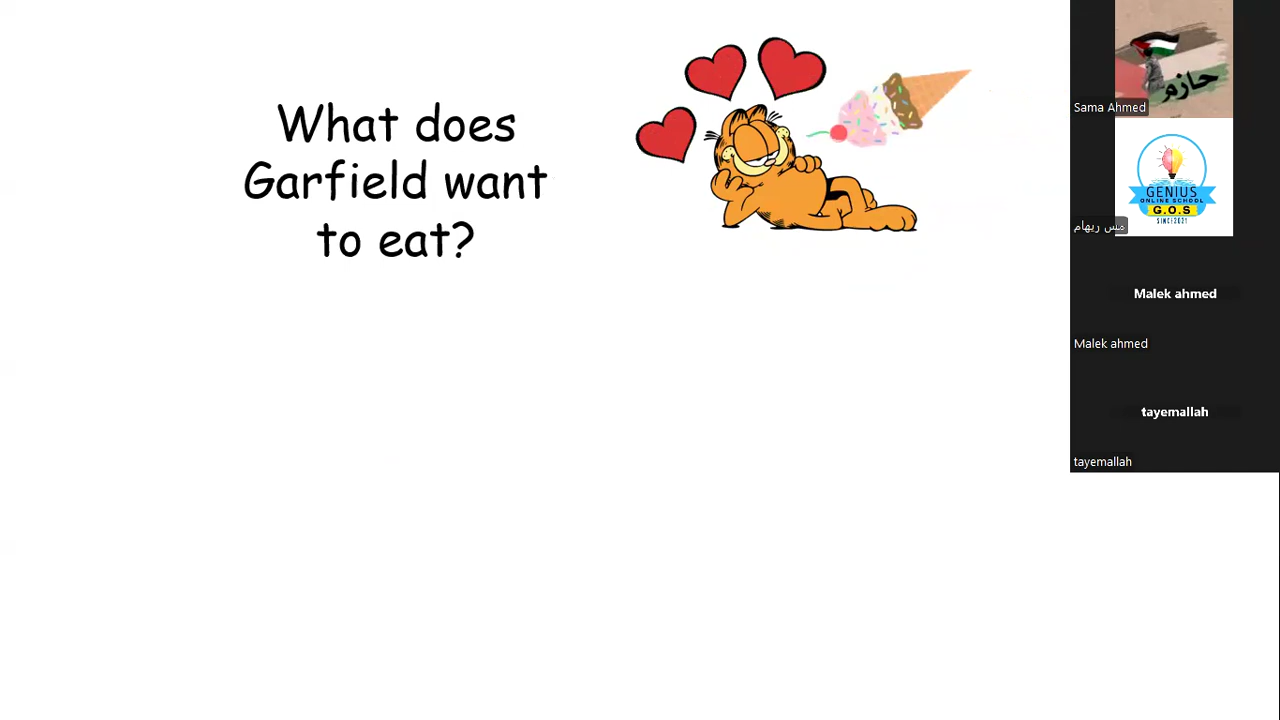 What does
Garfield want
to eat?
حازم
Sama Ahmed
GENIUS
ONLINE SCHOOL
G.O.S
SINCE2021
مس ريهام
Malek ahmed
Malek ahmed
tayemallah
tayemallah